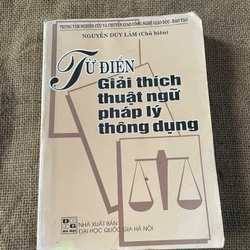 TRUNG TÂM NGHIÊN CỨU VÀ CHUYỂN GIAO CÔNG NGHỆ GIÁO DỤC - ĐÀO TẠO
NGUYỄN DUY LÃM (Chủ biên)
TỪ ĐIỂN
Giải thích
thuật ngữ
pháp lý
thông dụng
NHÀ XUẤT BẢN
ĐẠI HỌC QUỐC GIA HÀ NỘI